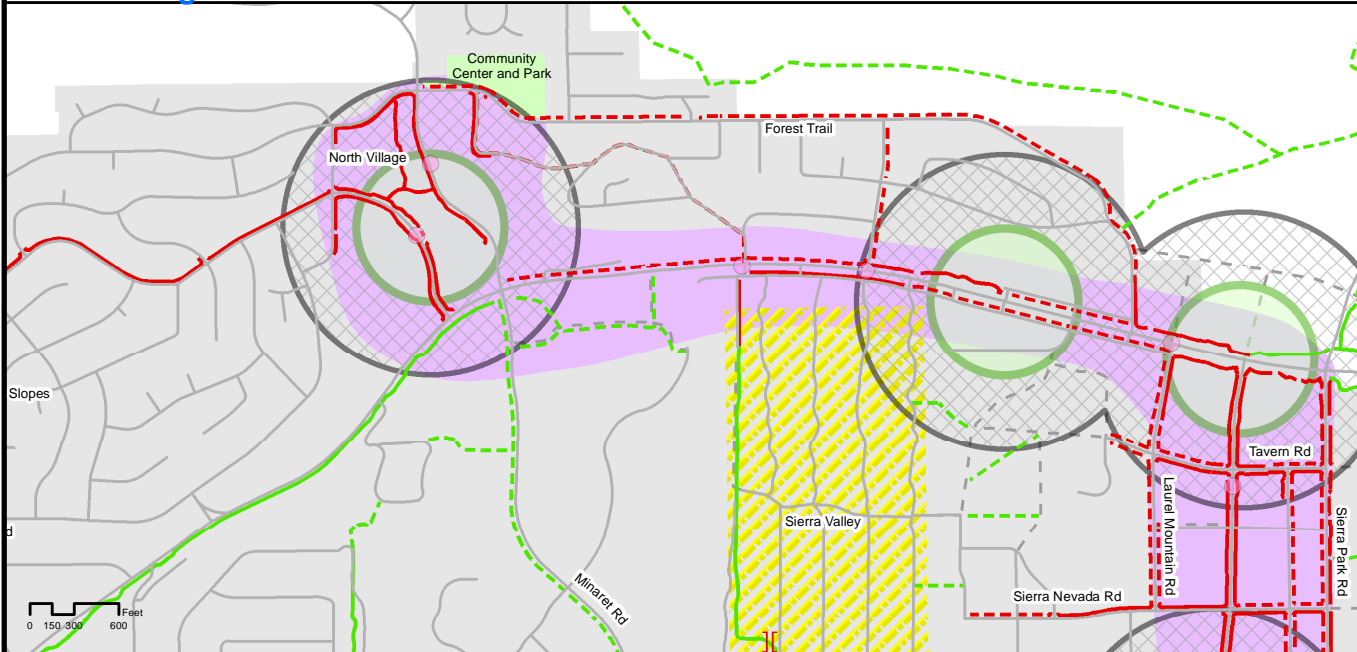 Community
Center and Park
Forest Trail
North Village
Slopes
Tavern Rd
Laurel Mountain Rd
Sierra Valley
Sierra Park Rd
d
Minaret Rd
Sierra Nevada Rd
Feet
0 150 300 600